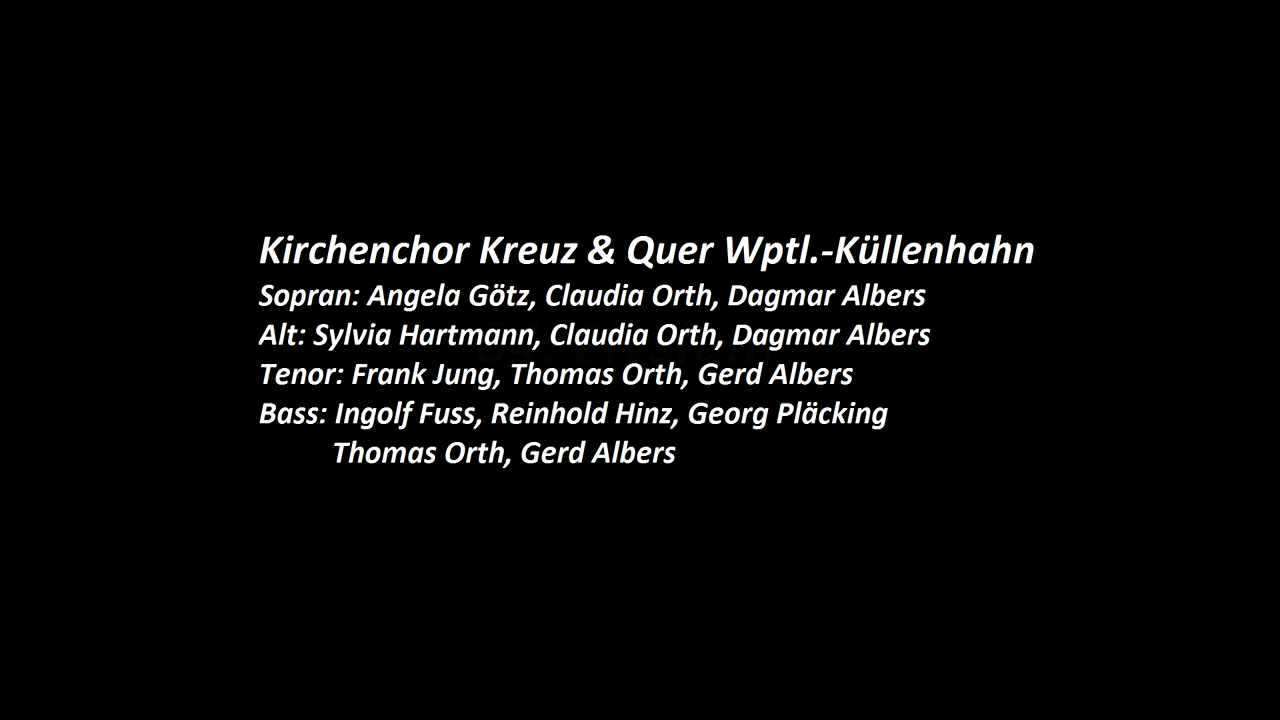 Kirchenchor Kreuz & Quer Wptl.-Küllenhahn
Sopran: Angela Götz, Claudia Orth, Dagmar Albers
Alt: Sylvia Hartmann, Claudia Orth, Dagmar Albers
Tenor: Frank Jung, Thomas Orth, Gerd Albers
Bass: Ingolf Fuss, Reinhold Hinz, Georg Pläcking
Thomas Orth, Gerd Albers